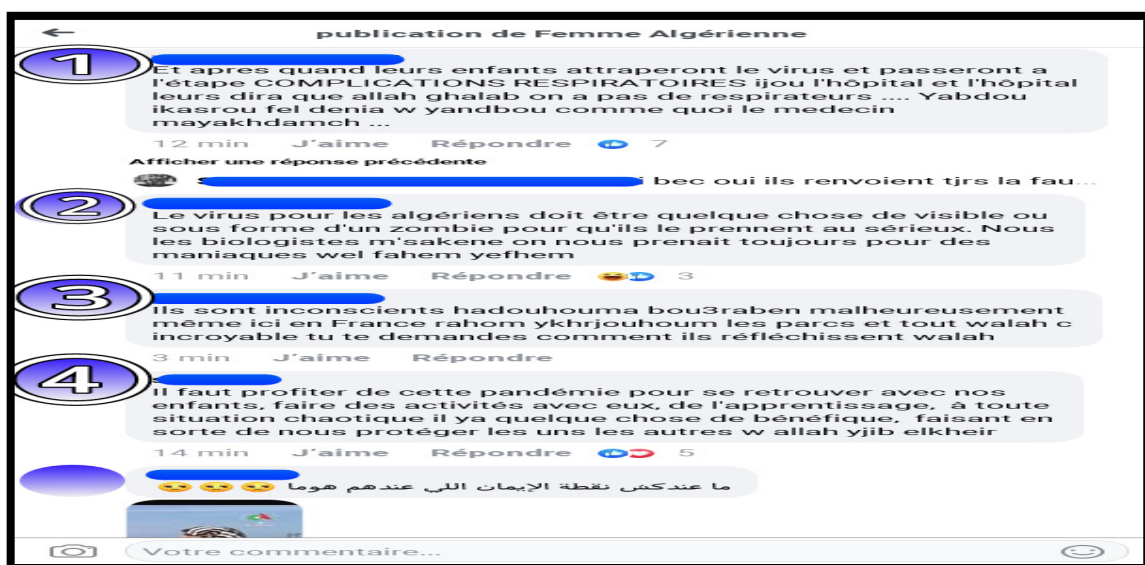 publication de Femme Algérienne
1
Et apres quand leurs enfants attraperont le virus et passeront a
l'étape COMPLICATIONS RESPIRATOIRES ijou l'hôpital et l'hôpital
leurs dira que allah ghalab on a pas de respirateurs .... Yabdou
ikasrou fel denia w yandbou comme quoi le medecin
mayakhdamch ...
12 min J'aime Répondre 7
Afficher une réponse précédente
bec oui ils renvoient tjrs la fau...
2
Le virus pour les algériens doit être quelque chose de visible ou
sous forme d'un zombie pour qu'ils le prennent au sérieux. Nous
les biologistes m'sakene on nous prenait toujours pour des
maniaques wel fahem yefhem
11 min J'aime Répondre 3
3
Ils sont inconscients hadouhouma bou3raben malheureusement
même ici en France rahom ykhrjouhoum les parcs et tout walah c
incroyable tu te demandes comment ils réfléchissent walah
3 min J'aime Répondre
4
Il faut profiter de cette pandémie pour se retrouver avec nos
enfants, faire des activités avec eux, de l'apprentissage, à toute
situation chaotique il ya quelque chose de bénéfique, faisant en
sorte de nous protéger les uns les autres w allah yjib elkheir
14 min J'aime Répondre 5
ما عندكش نقطة الإيمان اللي عندهم هوما 🥺 🥺 🥺
Votre commentaire...